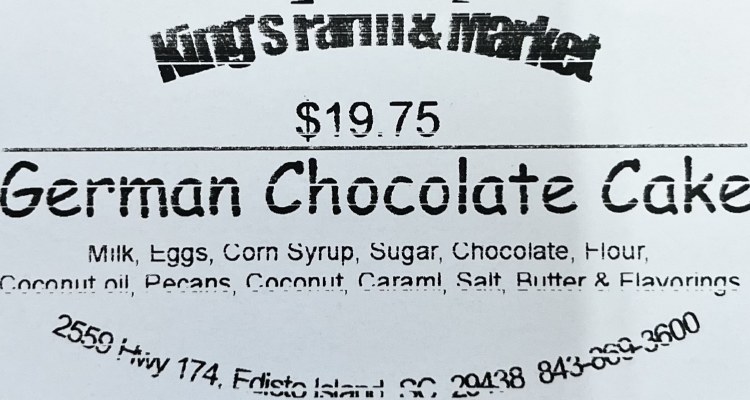 King's Farm & Market
$19.75
German Chocolate Cake
Milk, Eggs, Corn Syrup, Sugar, Chocolate, Flour,
Coconut oil, Pecans, Coconut, Caraml, Salt, Butter & Flavorings
2559 Hwy 174, Edisto Island SC 29438 843-869-3600